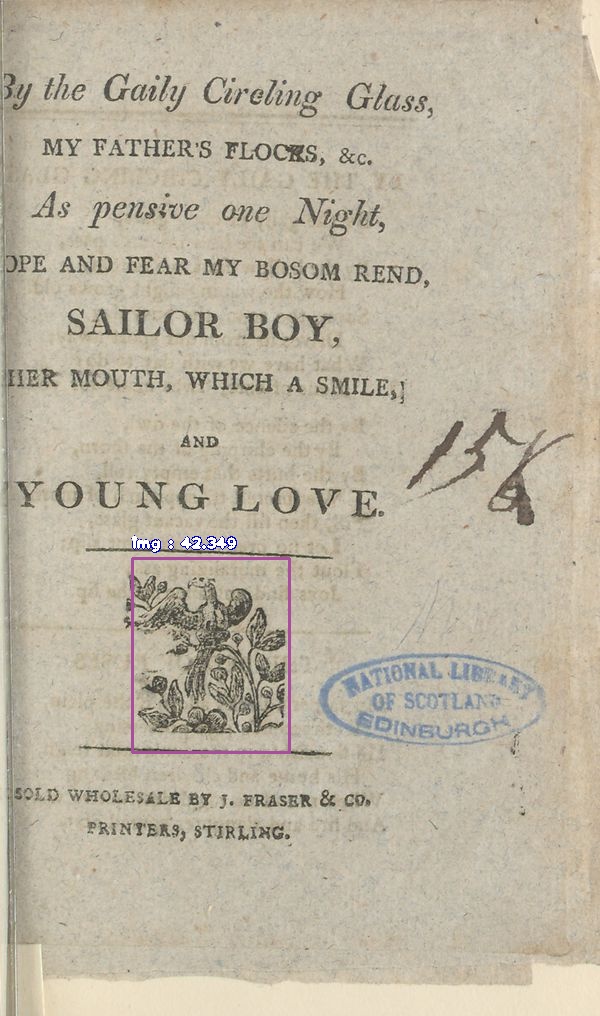 By the Gaily Circling Glass,
MY FATHER'S FLOCKS, &c.
As pensive one Night,
OPE AND FEAR MY BOSOM REND,
SAILOR BOY,
HER MOUTH, WHICH A SMILE,
AND
YOUNG LOVE.
img : 42.349
NATIONAL LIBRARY
OF SCOTLAND
EDINBURGH
SOLD WHOLESALE BY J. FRASER & CO.
PRINTERS, STIRLING.